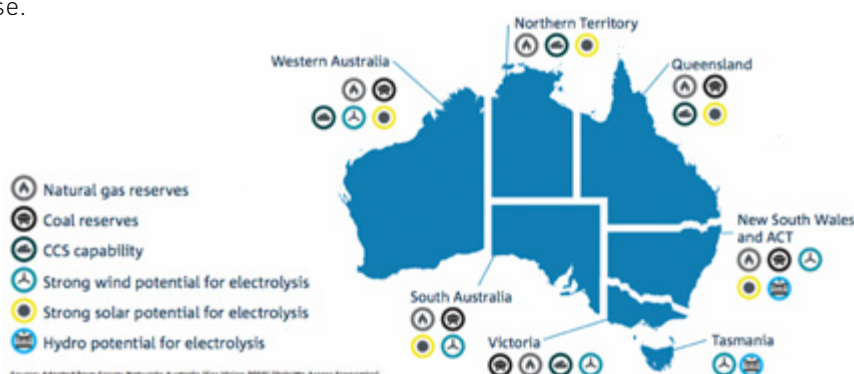 se.
Northern Territory
Western Australia
Queensland
Natural gas reserves
Coal reserves
CCS capability
Strong wind potential for electrolysis
Strong solar potential for electrolysis
Hydro potential for electrolysis
New South Wales
and ACT
South Australia
Victoria
Tasmania